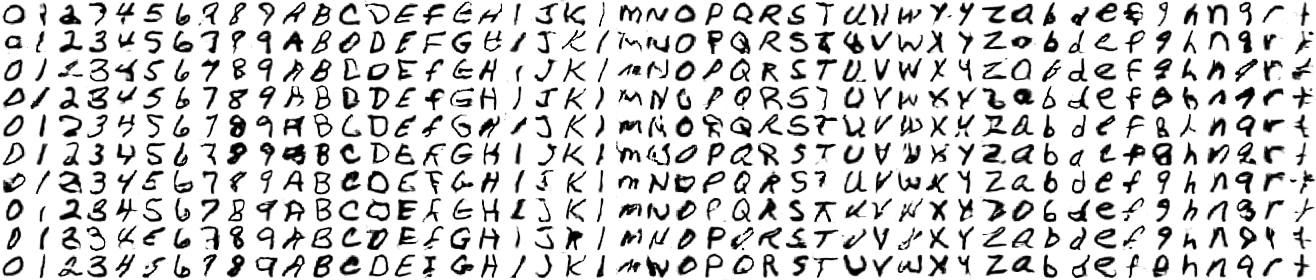 0 1 2 3 4 5 6 7 8 9 A B C D E f G H I J K l m N O P Q R S T U V W X Y Z a b d e f g h n q r t
0 1 2 3 4 5 6 7 8 9 A B C D E F G H I J K l m N O P Q R S T U V W X Y Z a b d e f g h n q r t
0 1 2 3 4 5 6 7 8 9 A B C D E f G H I J K l m N O P Q R S T U V W X Y Z a b d e f g h n q r t
0 1 2 3 4 5 6 7 8 9 A B C D E f G H I J K l m N O P Q R S T U V W X Y Z a b d e f g h n q r t
0 1 2 3 4 5 6 7 8 9 A B C D E f G H I J K l m N O P Q R S T U V W X Y Z a b d e f g h n q r t
0 1 2 3 4 5 6 7 8 9 A B C D E F G H I J K l m N O P Q R S T U V W X Y Z a b d e f g h n q r t
0 1 2 3 4 5 6 7 8 9 A B C D E F G H I J K l m N O P Q R S T U V W X Y Z a b d e f g h n q r t
0 1 2 3 4 5 6 7 8 9 A B C D E f G H I J K l m N O P Q R S T U V W X Y Z a b d e f g h n q r t
0 1 2 3 4 5 6 7 8 9 A B C D E f G H I J K l m N O P Q R S T U V W X Y Z a b d e f g h n q r t
0 1 2 3 4 5 6 7 8 9 A B C D E F G H I J K l m N O P Q R S T U V W X Y Z a b d e f g h n q r t